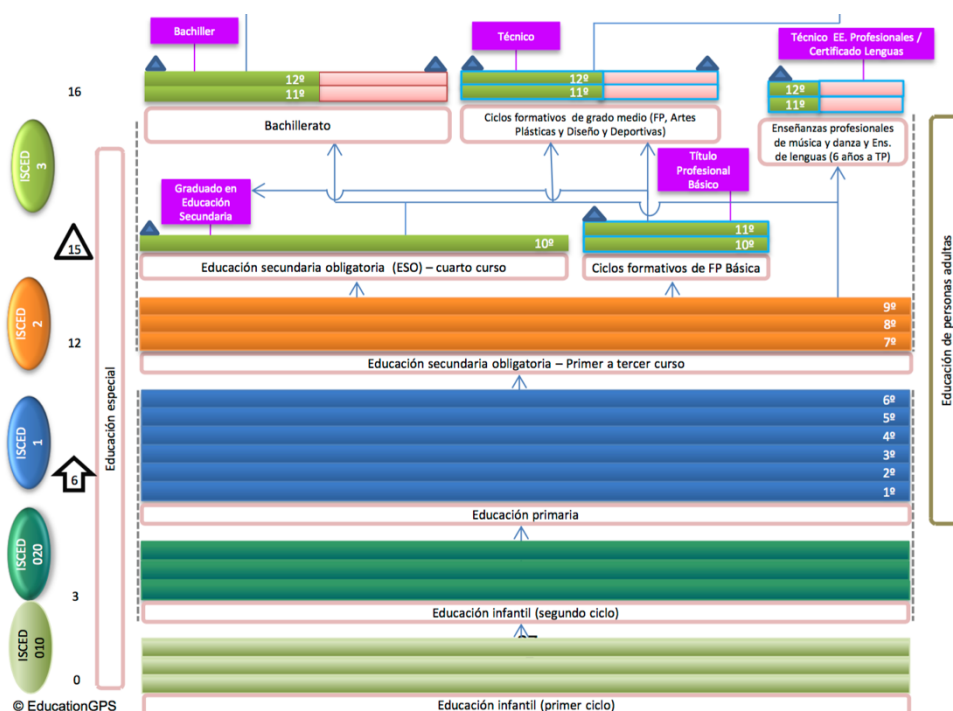 Bachiller
Técnico
Técnico EE. Profesionales /
Certificado Lenguas
16
12º
11º
12º
11º
12º
11º
Bachillerato
Ciclos formativos de grado medio (FP, Artes
Plásticas y Diseño y Deportivas)
Enseñanzas profesionales
de música y danza y Ens.
de lenguas (6 años a TP)
ISCED
3
Título
Profesional
Básico
Graduado en
Educación
Secundaria
15
10º
11º
10º
Educación secundaria obligatoria (ESO) – cuarto curso
Ciclos formativos de FP Básica
ISCED
2
12
9º
8º
7º
Educación secundaria obligatoria – Primer a tercer curso
Educación especial
Educación de personas adultas
ISCED
1
6
6º
5º
4º
3º
2º
1º
Educación primaria
ISCED
020
3
Educación infantil (segundo ciclo)
ISCED
010
0
Educación infantil (primer ciclo)
© EducationGPS